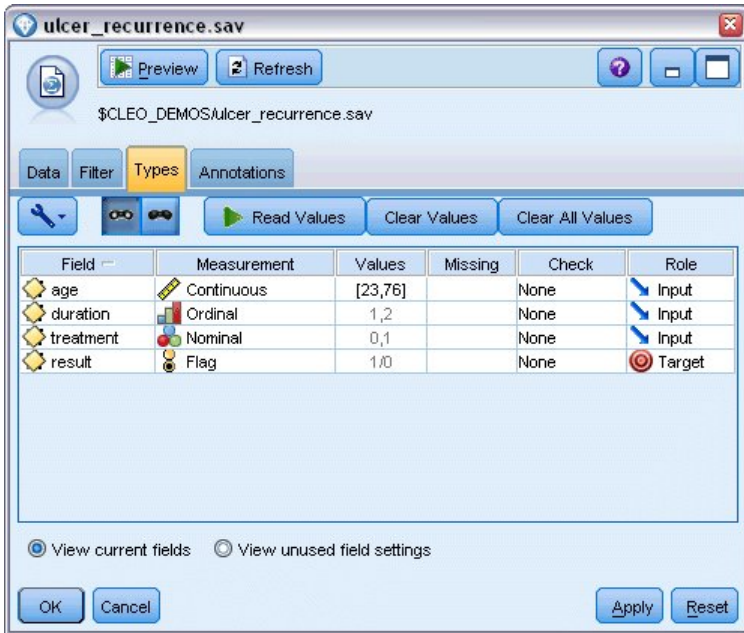 ulcer_recurrence.sav
Preview Refresh
$CLEO_DEMOS/ulcer_recurrence.sav
Data Filter Types Annotations
Read Values Clear Values Clear All Values
Field Measurement Values Missing Check Role
age Continuous [23,76] None Input
duration Ordinal 1,2 None Input
treatment Nominal 0,1 None Input
result Flag 1/0 None Target
View current fields View unused field settings
OK Cancel Apply Reset